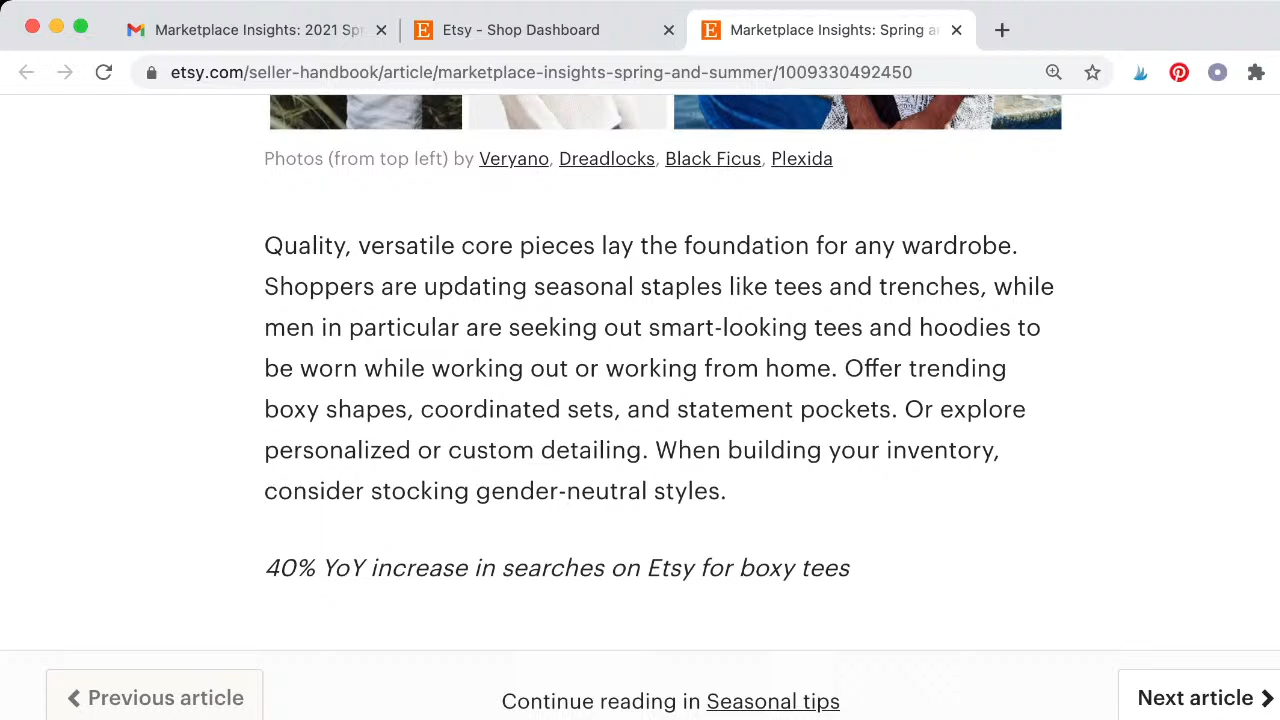 Marketplace Insights: 2021 Sp
Etsy - Shop Dashboard
Marketplace Insights: Spring a
etsy.com/seller-handbook/article/marketplace-insights-spring-and-summer/1009330492450
Photos (from top left) by Veryano, Dreadlocks, Black Ficus, Plexida
Quality, versatile core pieces lay the foundation for any wardrobe.
Shoppers are updating seasonal staples like tees and trenches, while
men in particular are seeking out smart-looking tees and hoodies to
be worn while working out or working from home. Offer trending
boxy shapes, coordinated sets, and statement pockets. Or explore
personalized or custom detailing. When building your inventory,
consider stocking gender-neutral styles.
40% YoY increase in searches on Etsy for boxy tees
Previous article
Continue reading in Seasonal tips
Next article